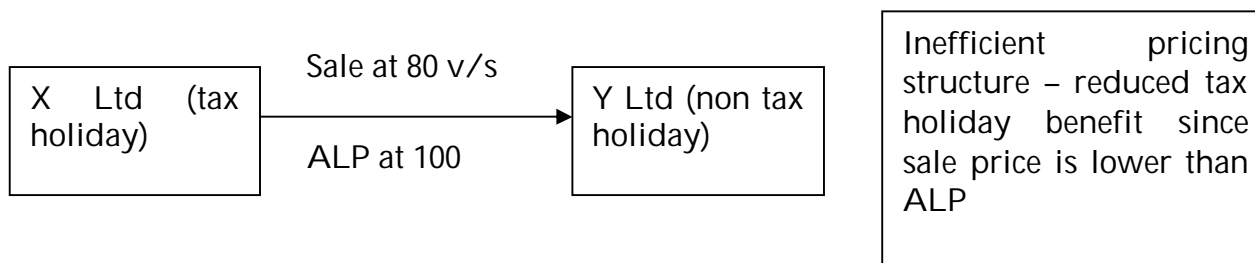 X Ltd (tax
holiday)
Sale at 80 v/s
ALP at 100
Y Ltd (non tax
holiday)
Inefficient pricing
structure – reduced tax
holiday benefit since
sale price is lower than
ALP